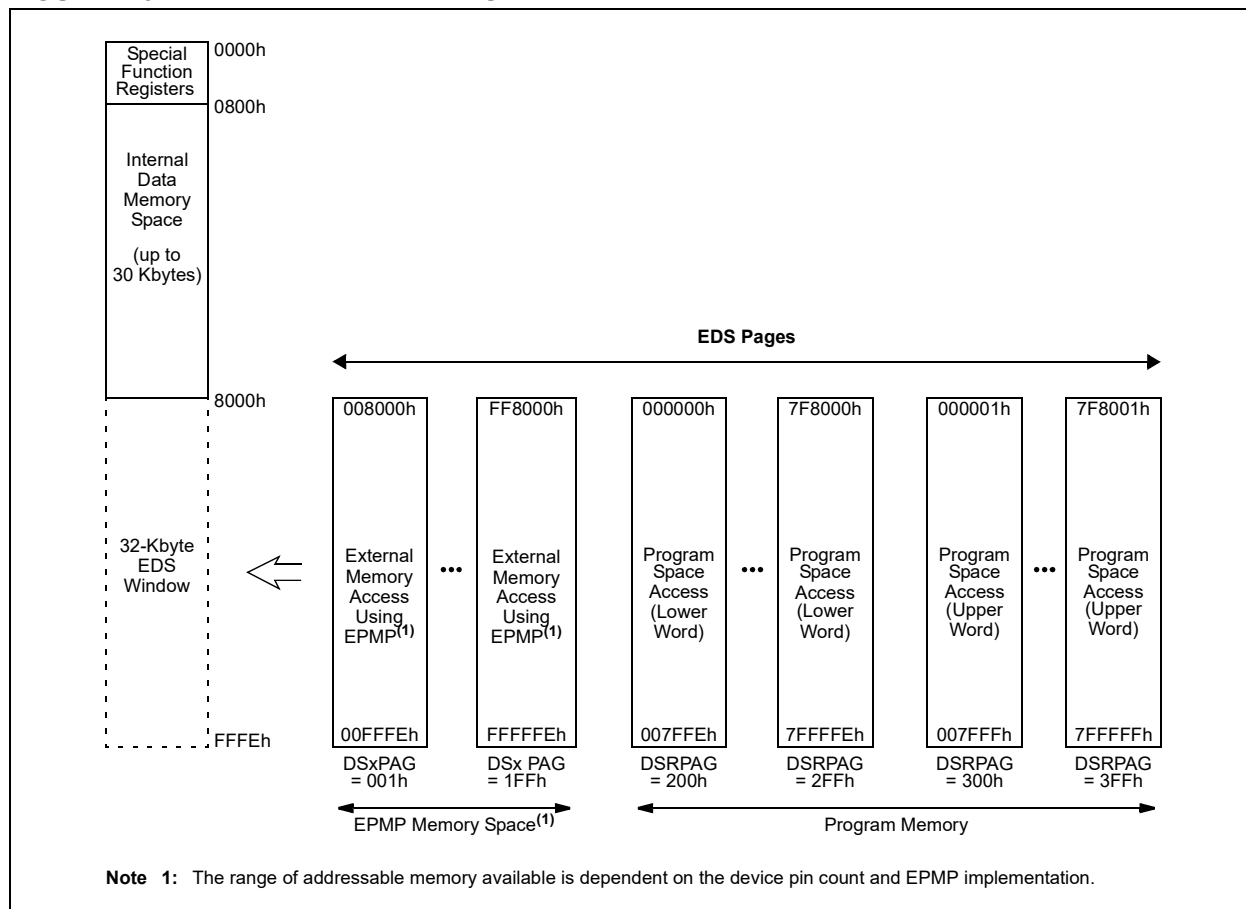 Special
Function
Registers
0000h
0800h
Internal
Data
Memory
Space
(up to
30 Kbytes)
EDS Pages
8000h
32-Kbyte
EDS
Window
FFFEh
008000h
External
Memory
Access
Using
EPMP(1)
00FFFEh
DSxPAG
= 001h
•••
FF8000h
External
Memory
Access
Using
EPMP(1)
FFFFFEh
DSx PAG
= 1FFh
000000h
Program
Space
Access
(Lower
Word)
007FFEh
DSRPAG
= 200h
•••
7F8000h
Program
Space
Access
(Lower
Word)
7FFFFEh
DSRPAG
= 2FFh
000001h
Program
Space
Access
(Upper
Word)
007FFFh
DSRPAG
= 300h
•••
7F8001h
Program
Space
Access
(Upper
Word)
7FFFFFh
DSRPAG
= 3FFh
EPMP Memory Space(1)
Program Memory
Note 1: The range of addressable memory available is dependent on the device pin count and EPMP implementation.